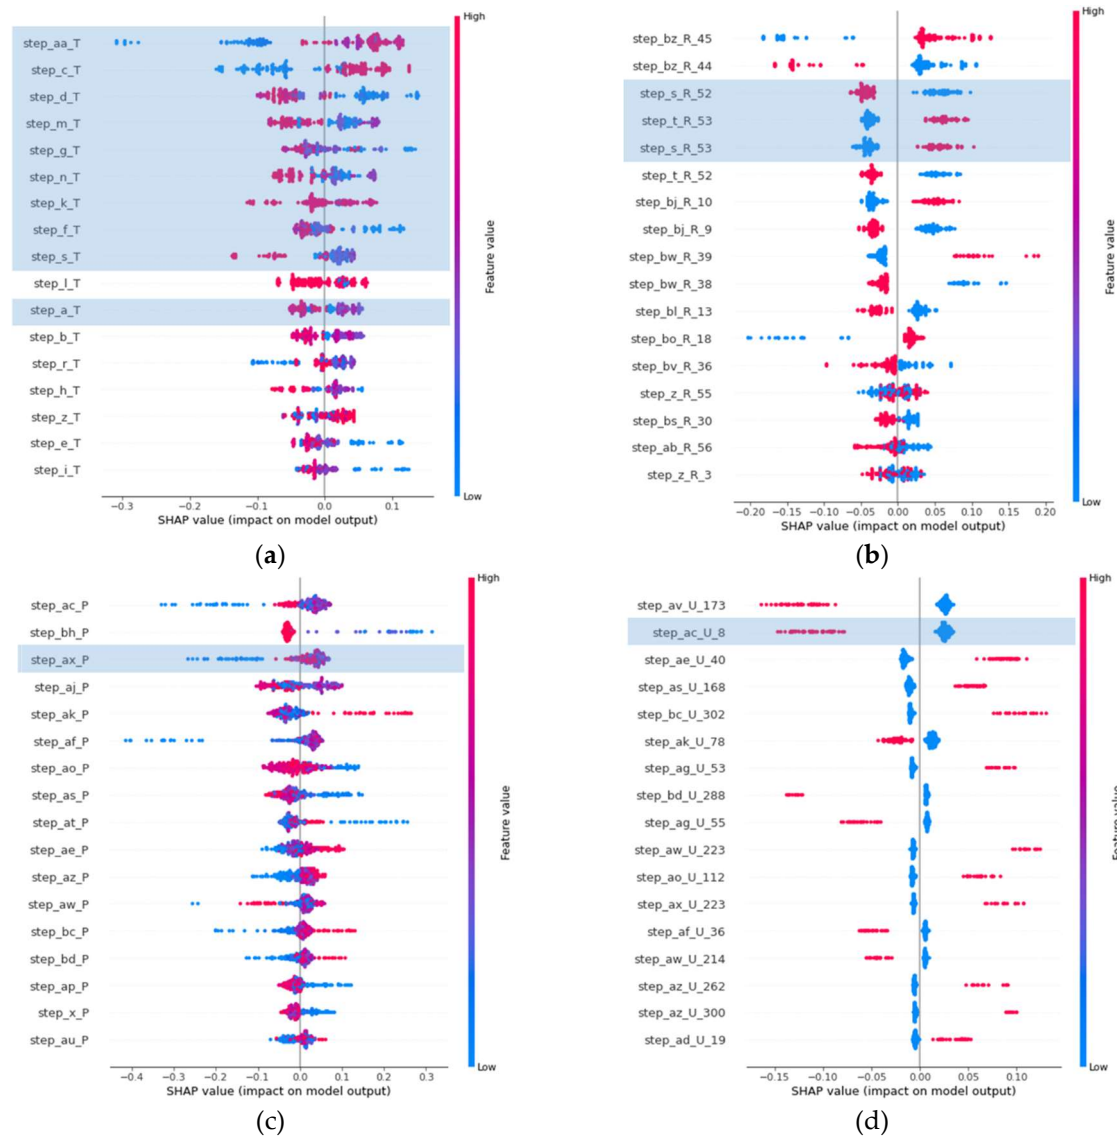 High
step_aa_T
step_c_T
step_d_T
step_m_T
step_g_T
step_n_T
step_k_T
step_f_T
step_s_T
step_l_T
step_a_T
step_b_T
step_r_T
step_h_T
step_z_T
step_e_T
step_i_T
Feature value
Low
−0.3 −0.2 −0.1 0.0 0.1
SHAP value (impact on model output)
(a)
High
step_bz_R_45
step_bz_R_44
step_s_R_52
step_t_R_53
step_s_R_53
step_t_R_52
step_bj_R_10
step_bj_R_9
step_bw_R_39
step_bw_R_38
step_bl_R_13
step_bo_R_18
step_bv_R_36
step_z_R_55
step_bs_R_30
step_ab_R_56
step_z_R_3
Feature value
Low
−0.20 −0.15 −0.10 −0.05 0.00 0.05 0.10 0.15 0.20
SHAP value (impact on model output)
(b)
High
step_ac_P
step_bh_P
step_ax_P
step_aj_P
step_ak_P
step_af_P
step_ao_P
step_as_P
step_at_P
step_ae_P
step_az_P
step_aw_P
step_bc_P
step_bd_P
step_ap_P
step_x_P
step_au_P
Feature value
Low
−0.4 −0.3 −0.2 −0.1 0.0 0.1 0.2 0.3
SHAP value (impact on model output)
(c)
High
step_av_U_173
step_ac_U_8
step_ae_U_40
step_as_U_168
step_bc_U_302
step_ak_U_78
step_ag_U_53
step_bd_U_288
step_ag_U_55
step_aw_U_223
step_ao_U_112
step_ax_U_223
step_af_U_36
step_aw_U_214
step_az_U_262
step_az_U_300
step_ad_U_19
Feature value
Low
−0.15 −0.10 −0.05 0.00 0.05 0.10
SHAP value (impact on model output)
(d)